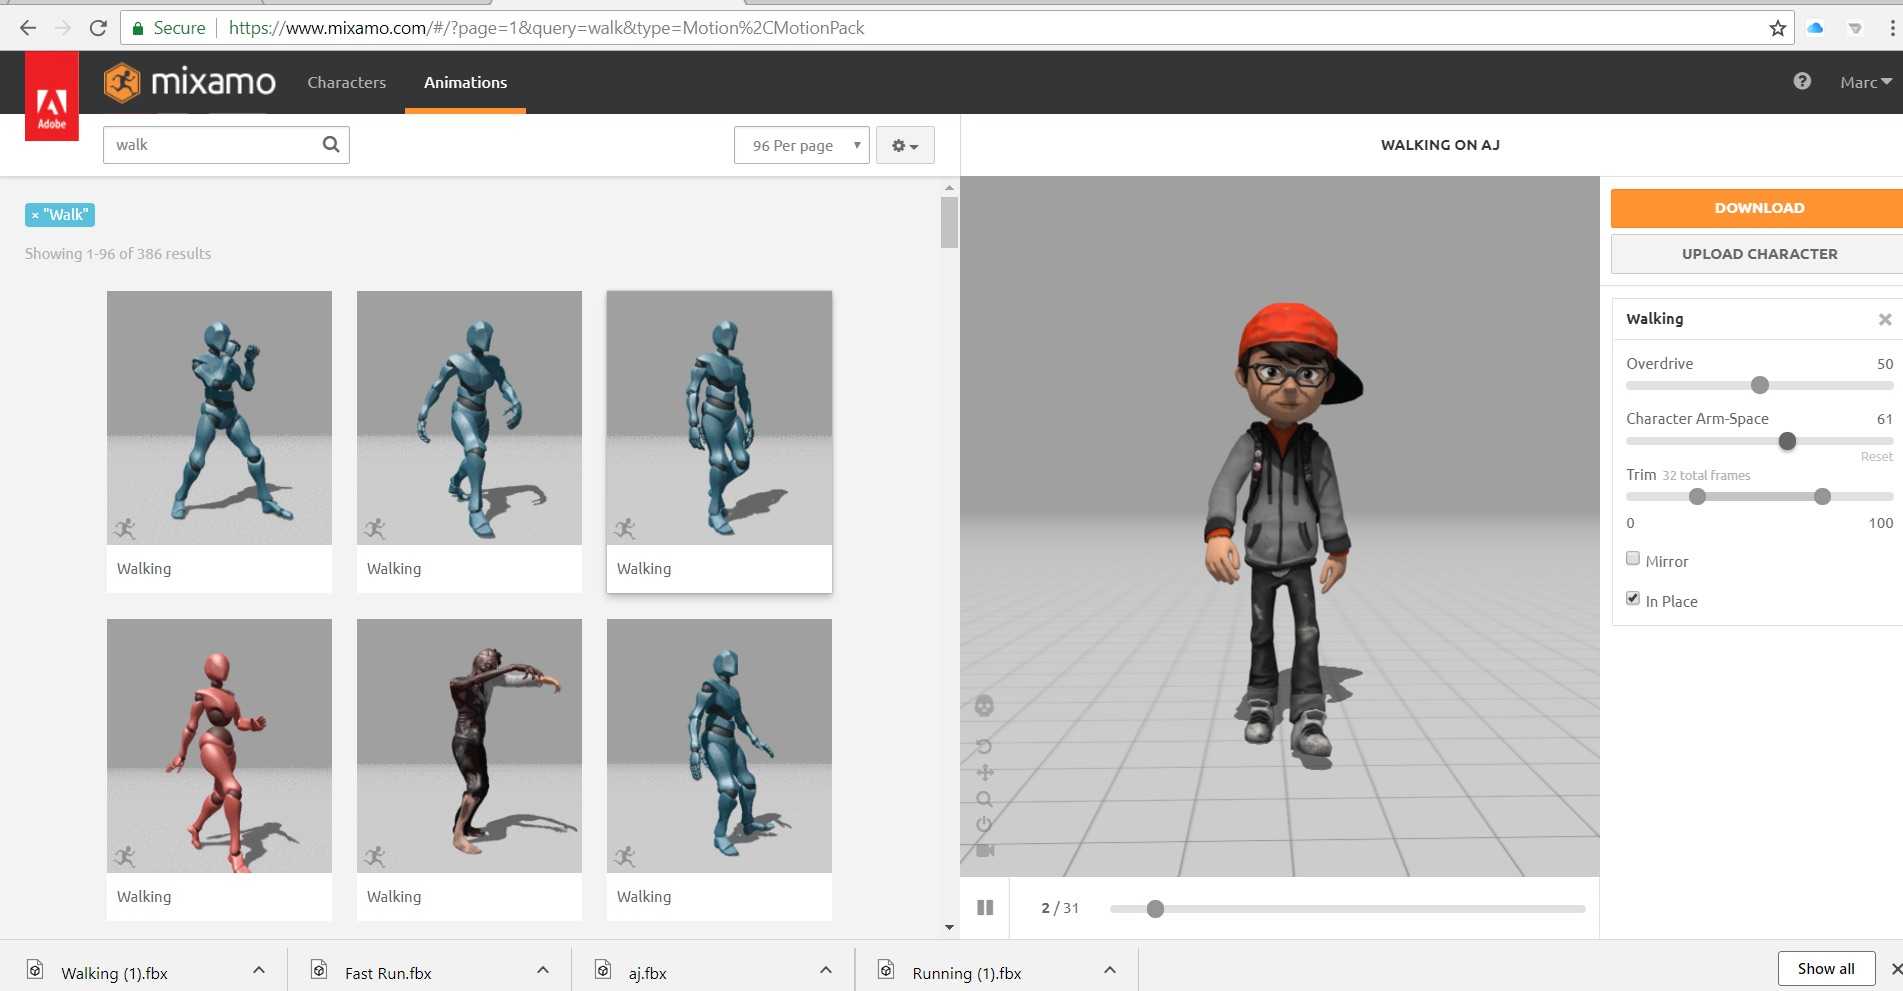 Secure
https://www.mixamo.com/#/?page=1&query=walk&type=Motion%2CMotionPack
Adobe
mixamo
Characters
Animations
?
Marc
walk
96 Per page
WALKING ON AJ
× "Walk"
Showing 1-96 of 386 results
DOWNLOAD
UPLOAD CHARACTER
Walking
Overdrive 50
Character Arm-Space 61
Reset
Trim 32 total frames
0 100
Mirror
In Place
Walking
Walking
Walking
Walking
Walking
Walking
2 / 31
Walking (1).fbx
Fast Run.fbx
aj.fbx
Running (1).fbx
Show all